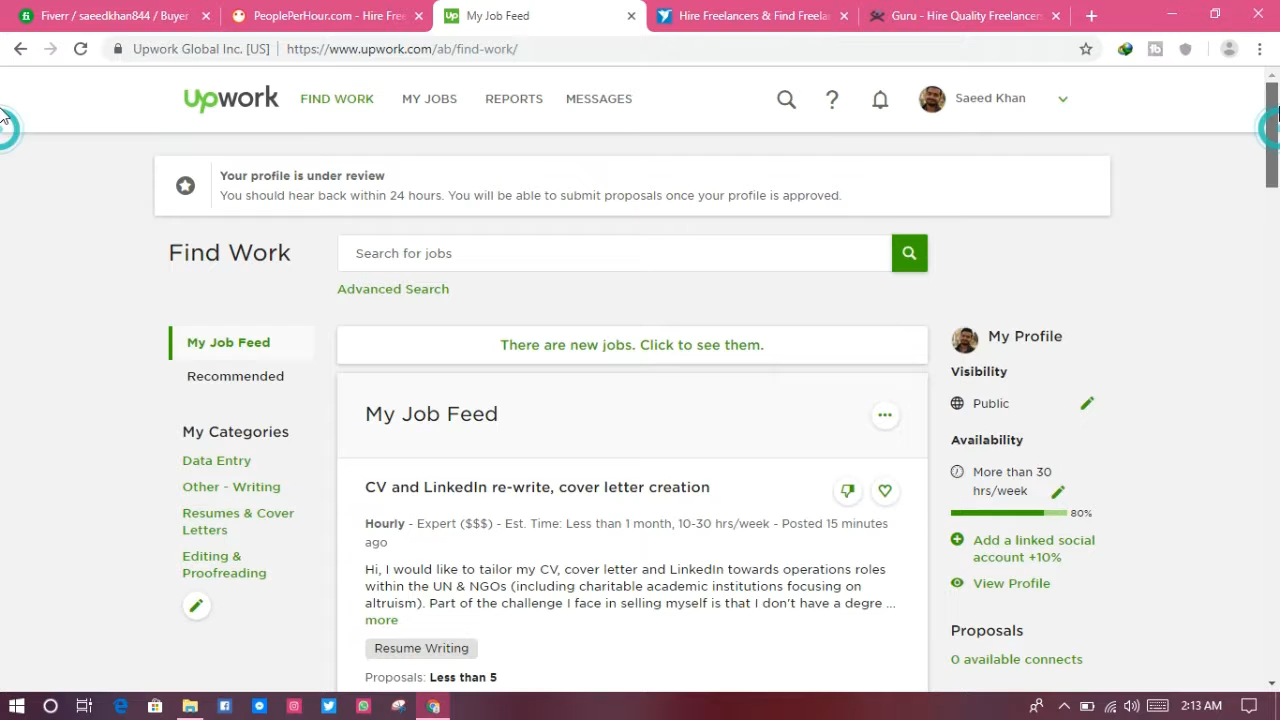 Fiverr / saeedkhan844 / Buyer
PeoplePerHour.com - Hire Free
My Job Feed
Hire Freelancers & Find Freela
Guru - Hire Quality Freelancers
Upwork Global Inc. [US]
https://www.upwork.com/ab/find-work/
Upwork
FIND WORK
MY JOBS
REPORTS
MESSAGES
Saeed Khan
Your profile is under review
You should hear back within 24 hours. You will be able to submit proposals once your profile is approved.
Find Work
Search for jobs
Advanced Search
My Job Feed
Recommended
My Categories
Data Entry
Other - Writing
Resumes & Cover
Letters
Editing &
Proofreading
There are new jobs. Click to see them.
My Job Feed
CV and LinkedIn re-write, cover letter creation
Hourly - Expert ($$$) - Est. Time: Less than 1 month, 10-30 hrs/week - Posted 15 minutes
ago
Hi, I would like to tailor my CV, cover letter and LinkedIn towards operations roles
within the UN & NGOs (including charitable academic institutions focusing on
altruism). Part of the challenge I face in selling myself is that I don't have a degre ...
more
Resume Writing
Proposals: Less than 5
My Profile
Visibility
Public
Availability
More than 30
hrs/week
80%
Add a linked social
account +10%
View Profile
Proposals
0 available connects
2:13 AM